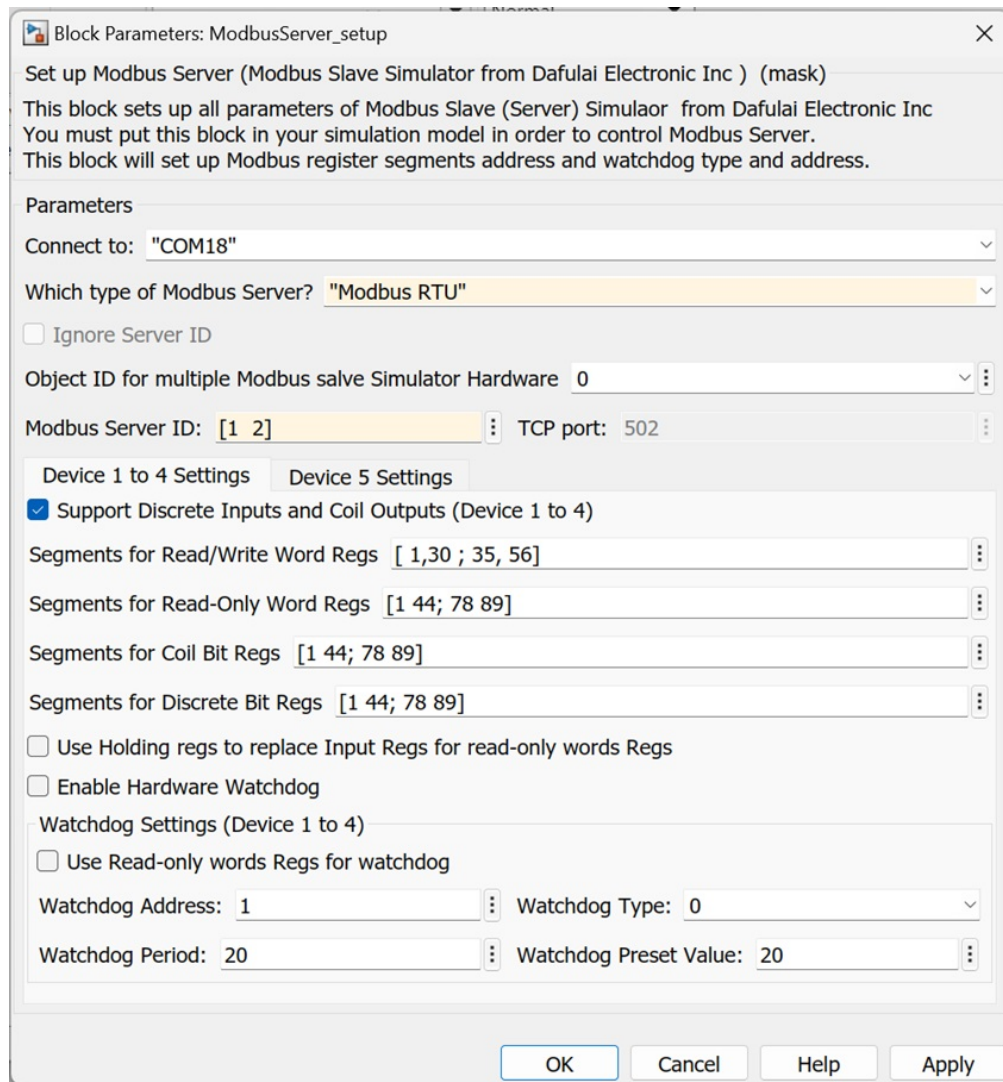 Normal
Block Parameters: ModbusServer_setup
Set up Modbus Server (Modbus Slave Simulator from Dafulai Electronic Inc )  (mask)
This block sets up all parameters of Modbus Slave (Server) Simulaor  from Dafulai Electronic Inc
You must put this block in your simulation model in order to control Modbus Server.
This block will set up Modbus register segments address and watchdog type and address.
Parameters
Connect to: "COM18"
Which type of Modbus Server? "Modbus RTU"
Ignore Server ID
Object ID for multiple Modbus salve Simulator Hardware 0
Modbus Server ID: [1  2] TCP port: 502
Device 1 to 4 Settings Device 5 Settings
Support Discrete Inputs and Coil Outputs (Device 1 to 4)
Segments for Read/Write Word Regs [ 1,30 ; 35, 56]
Segments for Read-Only Word Regs [1 44; 78 89]
Segments for Coil Bit Regs [1 44; 78 89]
Segments for Discrete Bit Regs [1 44; 78 89]
Use Holding regs to replace Input Regs for read-only words Regs
Enable Hardware Watchdog
Watchdog Settings (Device 1 to 4)
Use Read-only words Regs for watchdog
Watchdog Address: 1 Watchdog Type: 0
Watchdog Period: 20 Watchdog Preset Value: 20
OK Cancel Help Apply